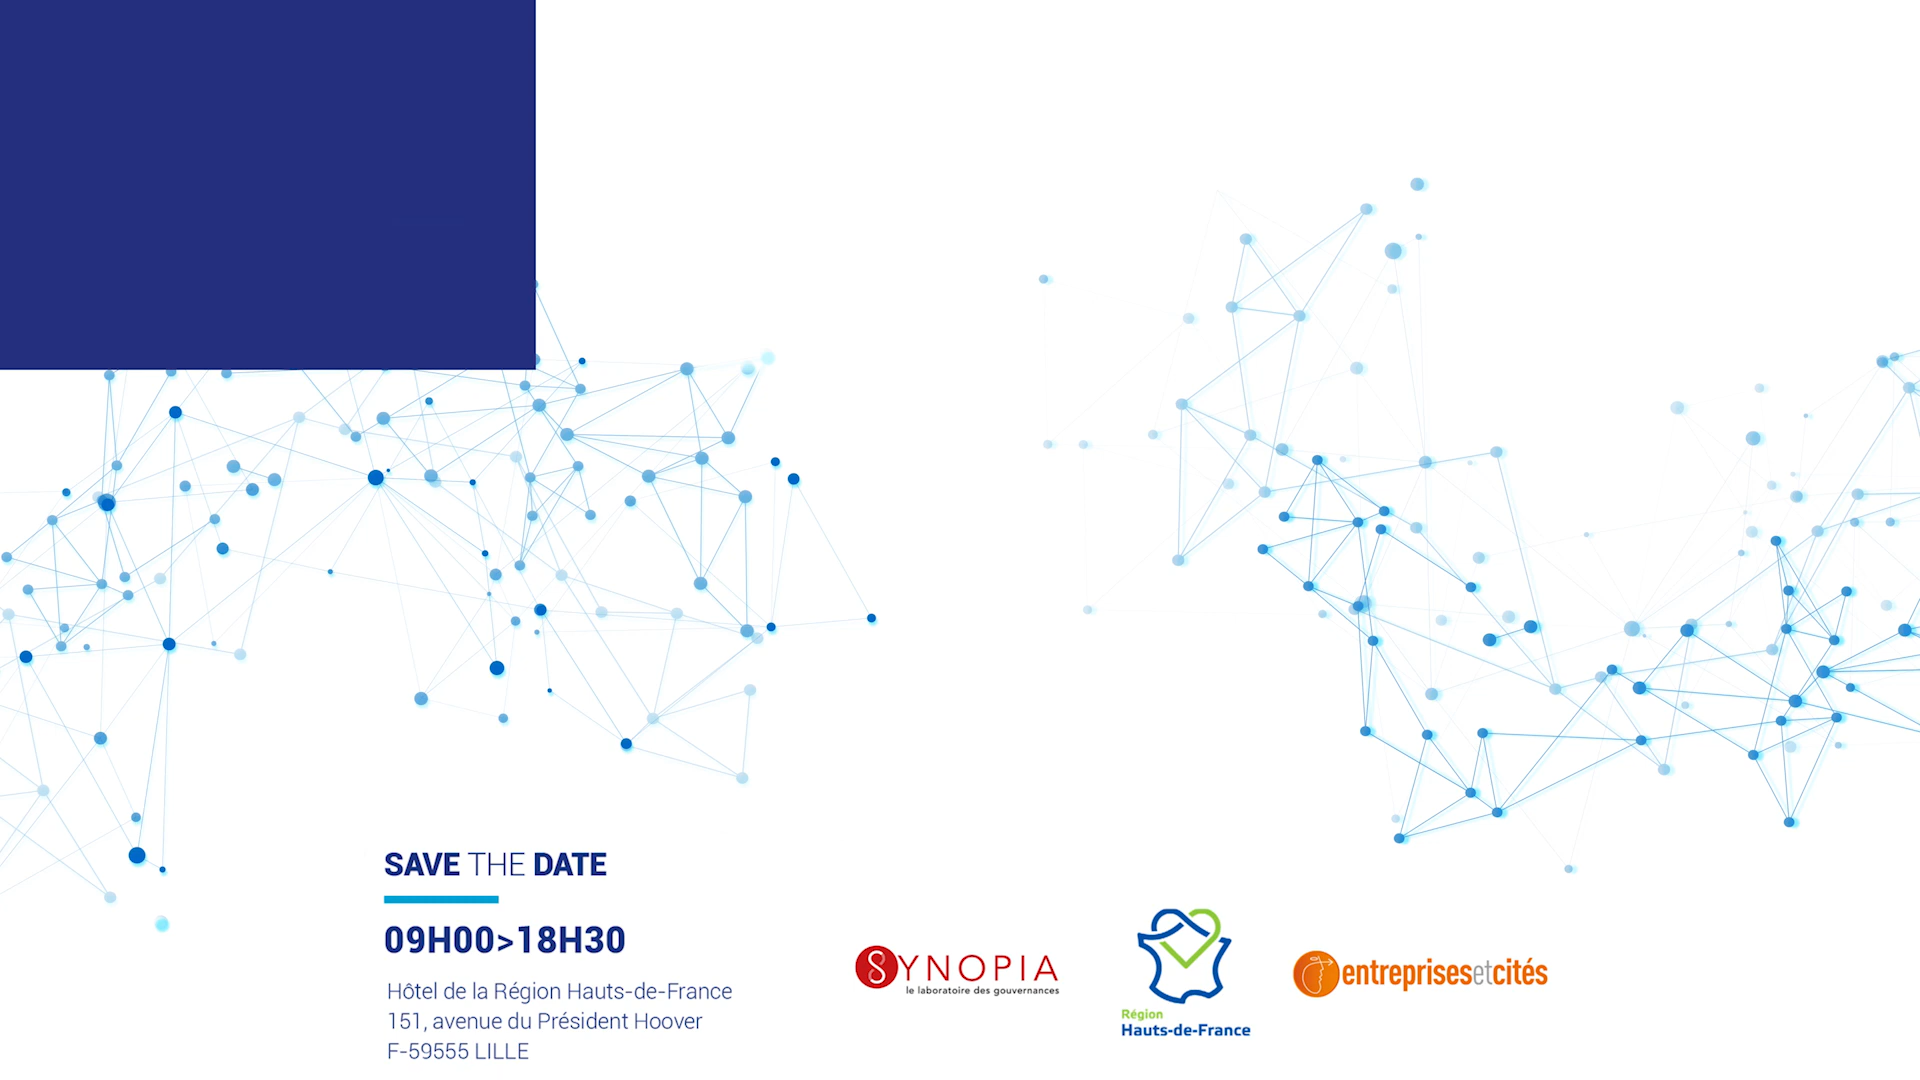 SAVE THE DATE
09H00>18H30
Hôtel de la Région Hauts-de-France
151, avenue du Président Hoover
F-59555 LILLE
SYNOPIA
le laboratoire des gouvernances
Région
Hauts-de-France
entreprisesetcités